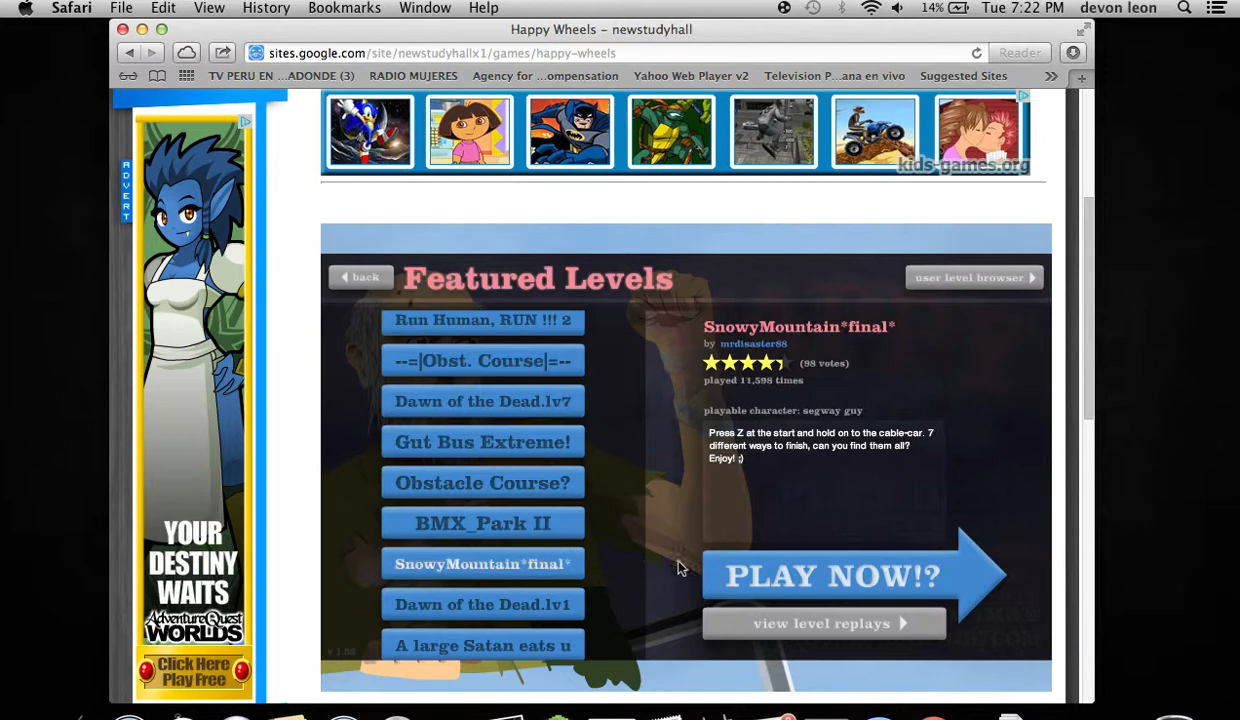 Safari File Edit View History Bookmarks Window Help 14% Tue 7:22 PM devon leon
Happy Wheels – newstudyhall
sites.google.com/site/newstudyhallx1/games/happy-wheels Reader
TV PERU EN ...ADONDE (3) RADIO MUJERES Agency for ...ompensation Yahoo Web Player v2 Television P...ana en vivo Suggested Sites
ADVERT
kids-games.org
back
Featured Levels
user level browser
Run Human, RUN !!! 2
--=|Obst. Course|=--
Dawn of the Dead.lv7
Gut Bus Extreme!
Obstacle Course?
BMX_Park II
SnowyMountain*final*
Dawn of the Dead.lv1
A large Satan eats u
v 1.58
SnowyMountain*final*
by mrdisaster88
(98 votes)
played 11,598 times
playable character: segway guy
Press Z at the start and hold on to the cable-car. 7
different ways to finish, can you find them all?
Enjoy! ;)
PLAY NOW!?
view level replays
YOUR
DESTINY
WAITS
AdventureQuest
WORLDS
Click Here
Play Free